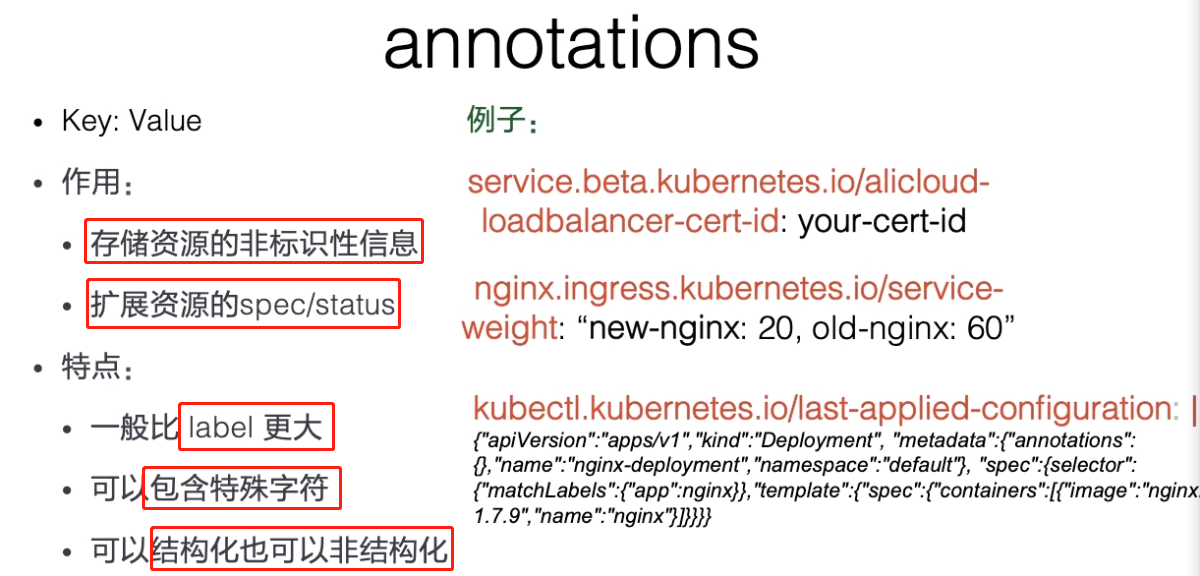 annotations
• Key: Value
• 作用：
• 存储资源的非标识性信息
• 扩展资源的spec/status
• 特点：
• 一般比 label 更大
• 可以包含特殊字符
• 可以结构化也可以非结构化
例子：
service.beta.kubernetes.io/alicloud-
loadbalancer-cert-id: your-cert-id
nginx.ingress.kubernetes.io/service-
weight: “new-nginx: 20, old-nginx: 60”
kubectl.kubernetes.io/last-applied-configuration: |
{"apiVersion":"apps/v1","kind":"Deployment", "metadata":{"annotations":
{},"name":"nginx-deployment","namespace":"default"}, "spec":{selector":
{"matchLabels":{"app":nginx}},"template":{"spec":{"containers":[{"image":"nginx:
1.7.9","name":"nginx"}]}}}}